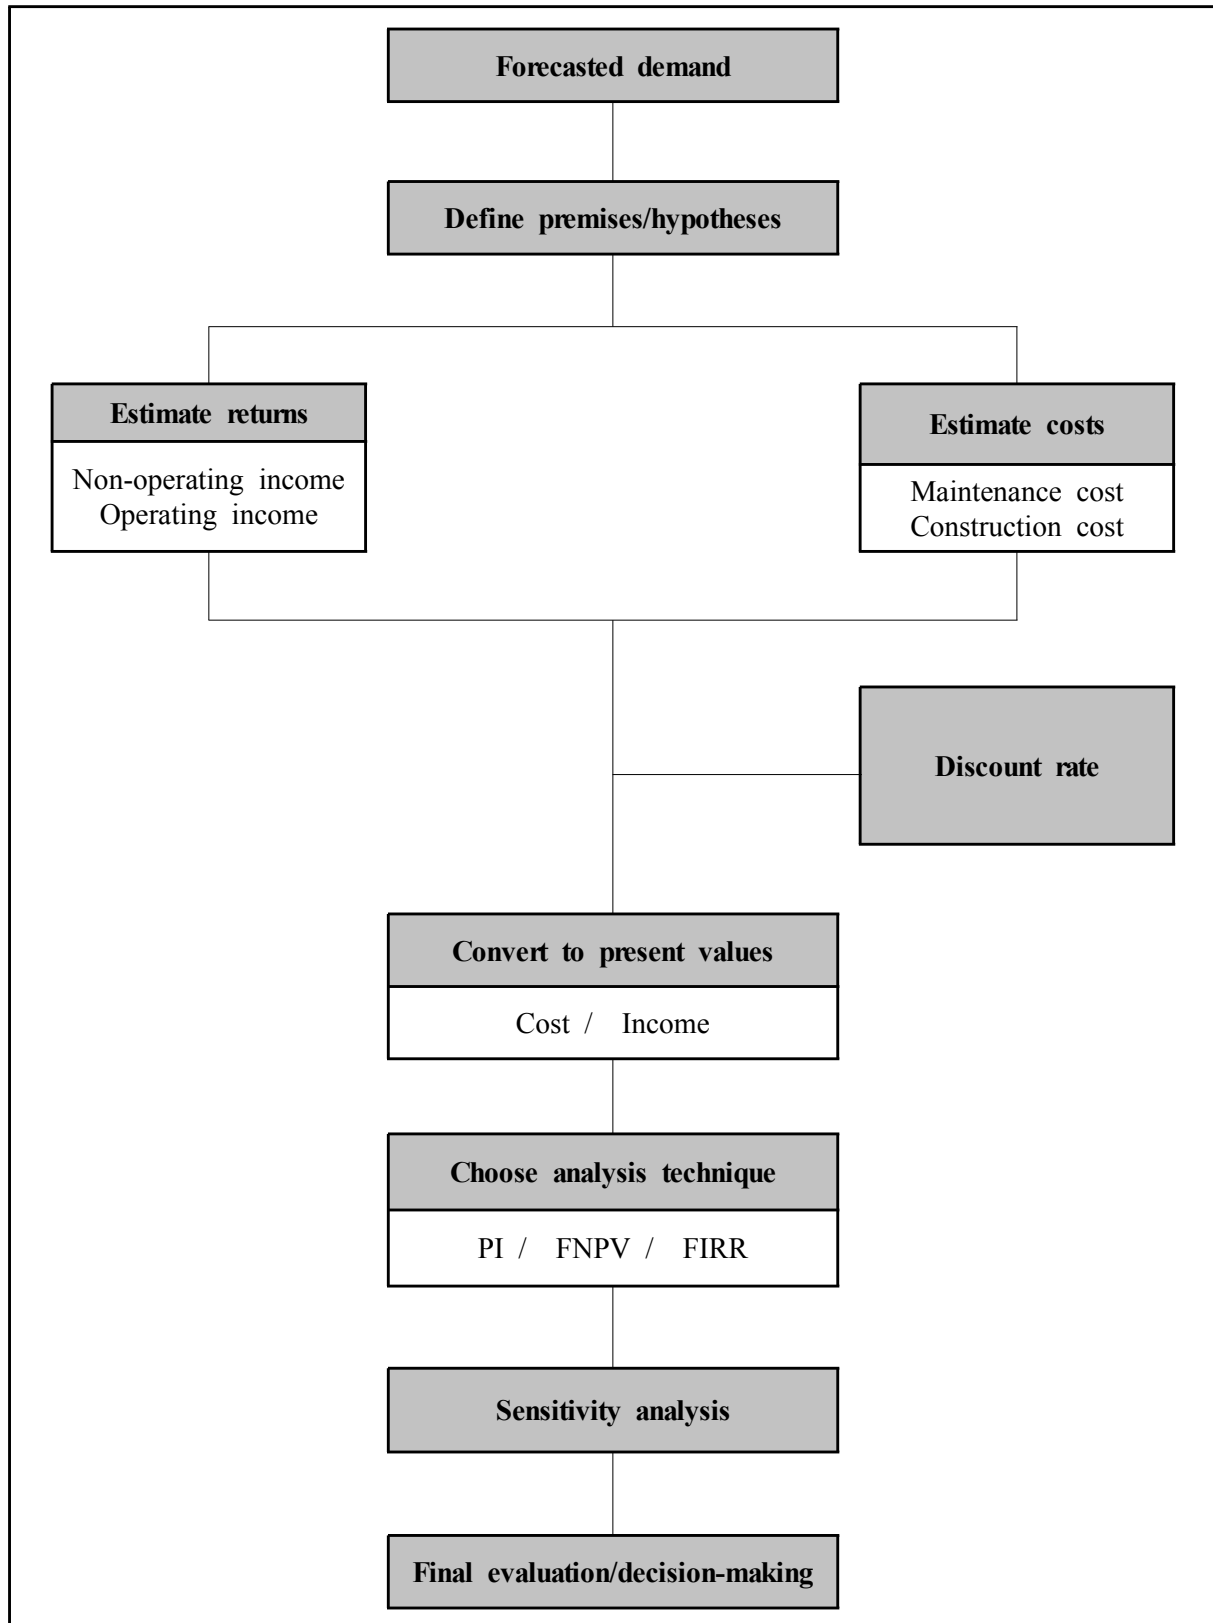 Forecasted demand
Define premises/hypotheses
Estimate returns
Non-operating income
Operating income
Estimate costs
Maintenance cost
Construction cost
Discount rate
Convert to present values
Cost / Income
Choose analysis technique
PI / FNPV / FIRR
Sensitivity analysis
Final evaluation/decision-making